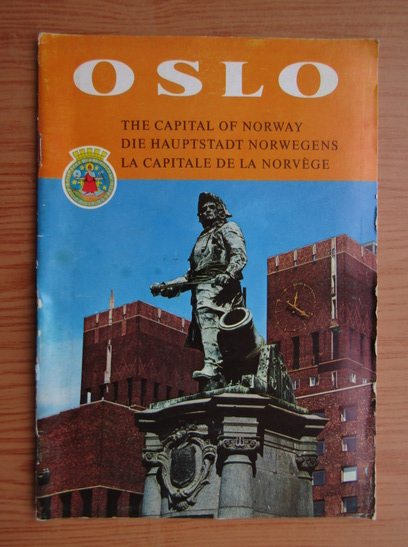 OSLO
THE CAPITAL OF NORWAY
DIE HAUPTSTADT NORWEGENS
LA CAPITALE DE LA NORVÈGE